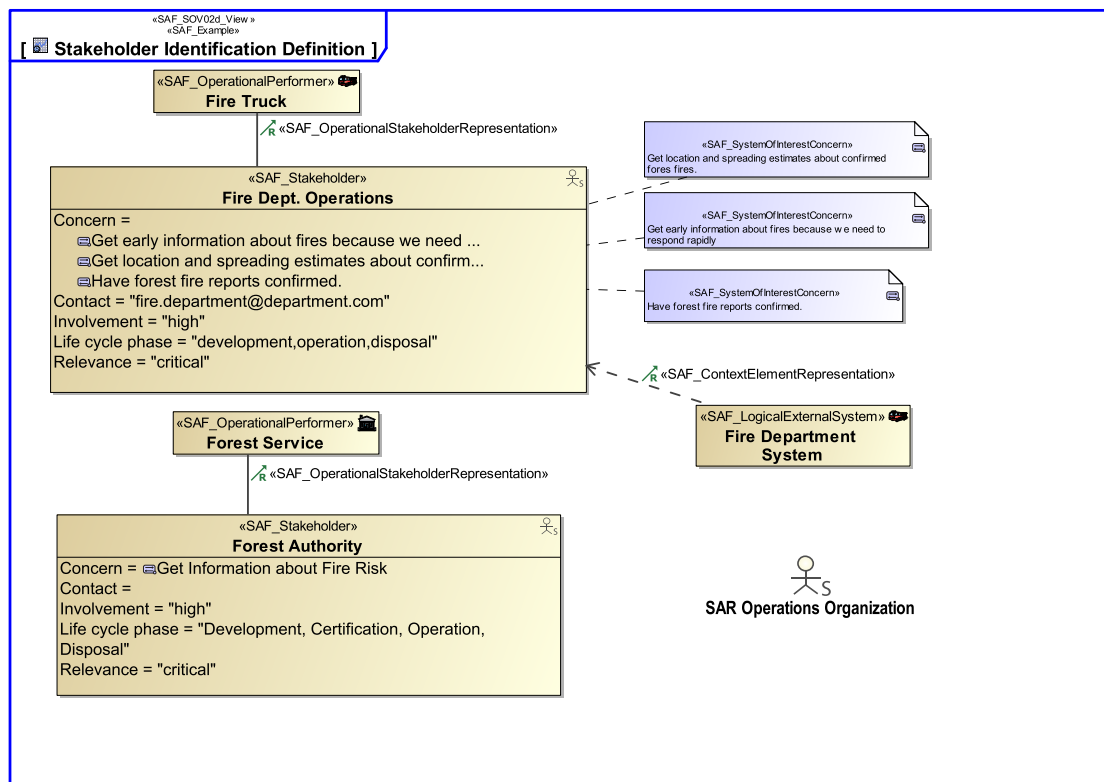 «SAF_SOV02d_View »
«SAF_Example»
[ Stakeholder Identification Definition ]
«SAF_OperationalPerformer»
Fire Truck
R «SAF_OperationalStakeholderRepresentation»
«SAF_Stakeholder»
S
Fire Dept. Operations
Concern =
Get early information about fires because we need ...
Get location and spreading estimates about confirm...
Have forest fire reports confirmed.
Contact = "fire.department@department.com"
Involvement = "high"
Life cycle phase = "development,operation,disposal"
Relevance = "critical"
«SAF_SystemOfInterestConcern»
Get location and spreading estimates about confirmed
fores fires.
«SAF_SystemOfInterestConcern»
Get early information about fires because we need to
respond rapidly
«SAF_SystemOfInterestConcern»
Have forest fire reports confirmed.
R «SAF_ContextElementRepresentation»
«SAF_LogicalExternalSystem»
Fire Department
System
«SAF_OperationalPerformer»
Forest Service
R «SAF_OperationalStakeholderRepresentation»
«SAF_Stakeholder»
S
Forest Authority
Concern = Get Information about Fire Risk
Contact =
Involvement = "high"
Life cycle phase = "Development, Certification, Operation,
Disposal"
Relevance = "critical"
S
SAR Operations Organization